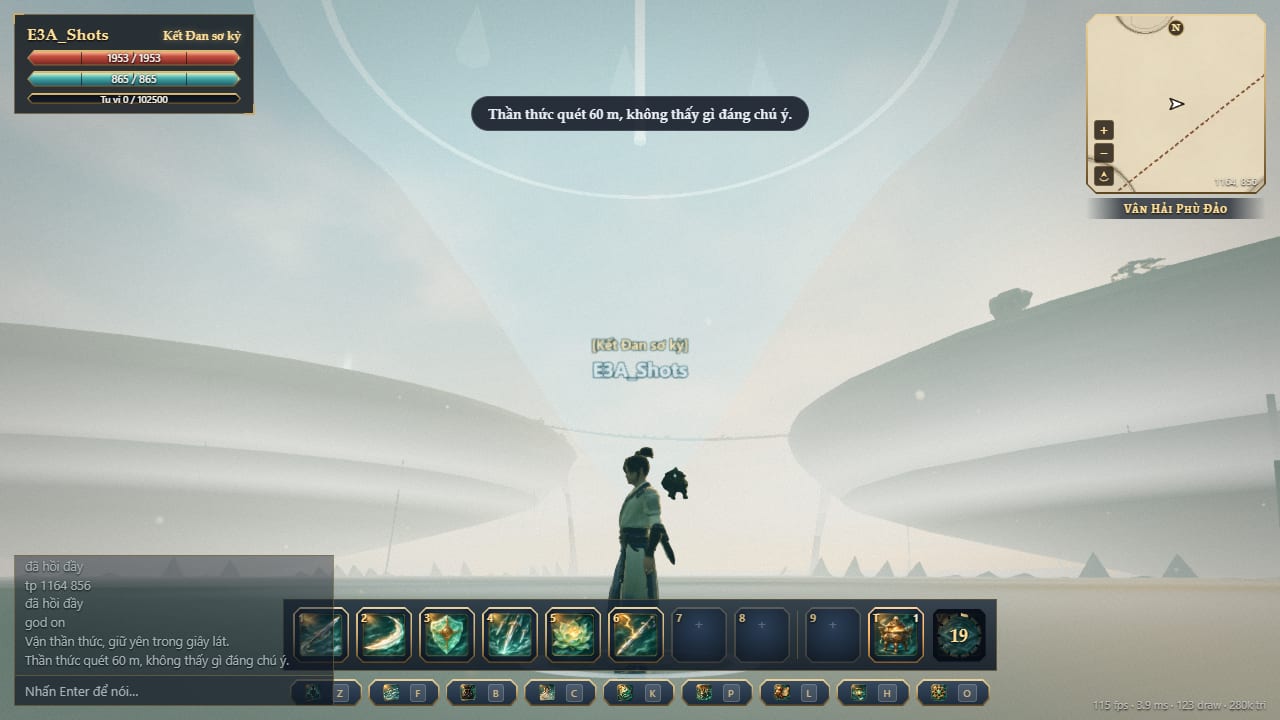 E3A_Shots
Kết Đan sơ kỳ
1953 / 1953
865 / 865
Tu vi 0 / 102500
Thần thức quét 60 m, không thấy gì đáng chú ý.
N
+
−
1164, 856
Vân Hải Phù Đảo
[Kết Đan sơ kỳ]
E3A_Shots
đã hồi đầy
tp 1164 856
đã hồi đầy
god on
Vận thần thức, giữ yên trong giây lát.
Thần thức quét 60 m, không thấy gì đáng chú ý.
Nhấn Enter để nói...
1 2 3 4 5 6 7 + 8 + 9 + T 1 19
Z F B C K P L H O
115 fps · 3.9 ms · 123 draw · 280k tri